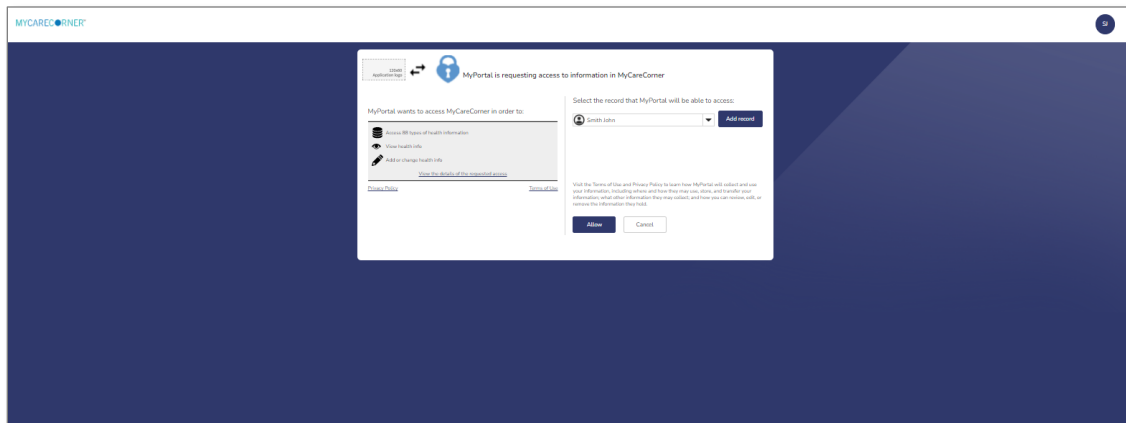 MYCARECORNER
SI
120x60
Application logo
MyPortal is requesting access to information in MyCareCorner
MyPortal wants to access MyCareCorner in order to:
Access 88 types of health information
View health info
Add or change health info
View the details of the requested access
Privacy Policy
Terms of Use
Select the record that MyPortal will be able to access:
Smith John
Add record
Visit the Terms of Use and Privacy Policy to learn how MyPortal will collect and use
your information, including where and how they may use, store, and transfer your
information; what other information they may collect; and how you can review, edit, or
remove the information they hold.
Allow
Cancel